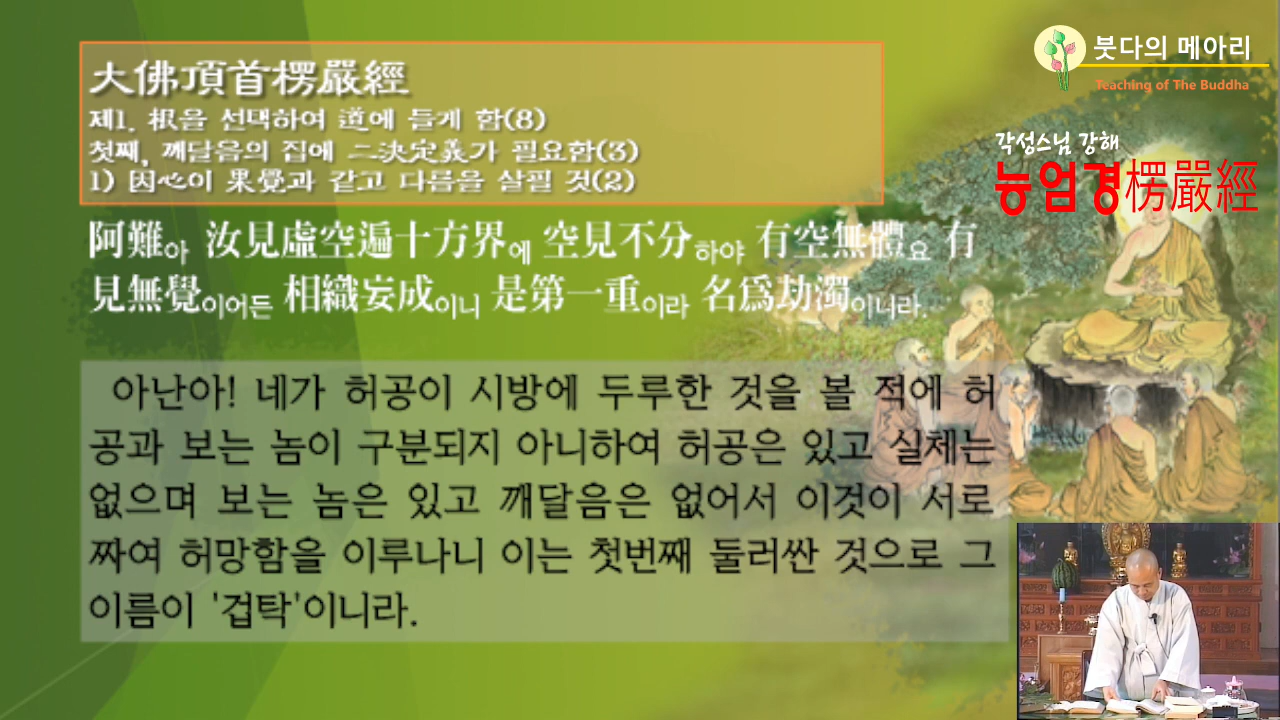 大佛頂首楞嚴經
제1. 根을 선택하여 道에 들게 함(8)
첫째, 깨달음의 집에 二決定義가 필요함(3)
1) 因心이 果覺과 같고 다름을 살필 것(2)
阿難아 汝見虛空遍十方界에 空見不分하야 有空無體요 有
見無覺이어든 相織妄成이니 是第一重이라 名爲劫濁이니라.
아난아! 네가 허공이 시방에 두루한 것을 볼 적에 허
공과 보는 놈이 구분되지 아니하여 허공은 있고 실체는
없으며 보는 놈은 있고 깨달음은 없어서 이것이 서로
짜여 허망함을 이루나니 이는 첫번째 둘러싼 것으로 그
이름이 '겁탁'이니라.
붓다의 메아리
Teaching of The Buddha
각성스님 강해
능엄경楞嚴經